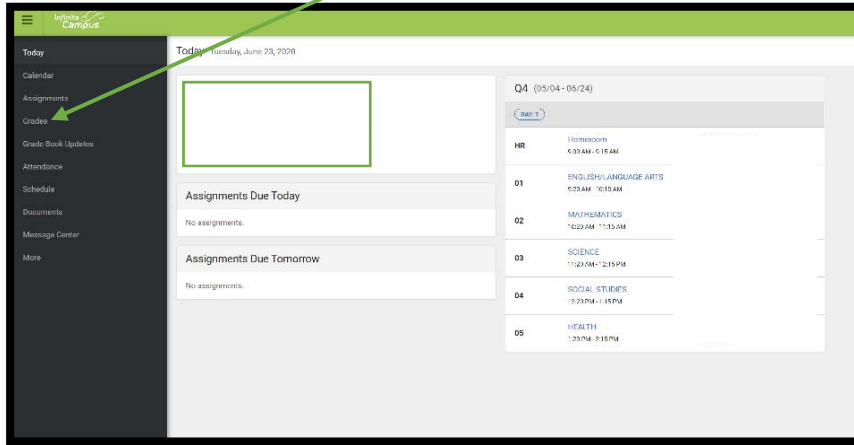 Infinite
Campus
Today
Calendar
Assignments
Grades
Grade Book Updates
Attendance
Schedule
Documents
Message Center
More
Today Tuesday, June 23, 2020
Assignments Due Today
No assignments.
Assignments Due Tomorrow
No assignments.
Q4 (05/04 - 06/24)
DAY: 1
HR Homeroom
9:00 AM - 9:15 AM
01 ENGLISH/LANGUAGE ARTS
9:20 AM - 10:15 AM
02 MATHEMATICS
10:20 AM - 11:15 AM
03 SCIENCE
11:20 AM - 12:15 PM
04 SOCIAL STUDIES
12:20 PM - 1:15 PM
05 HEALTH
1:20 PM - 2:15 PM